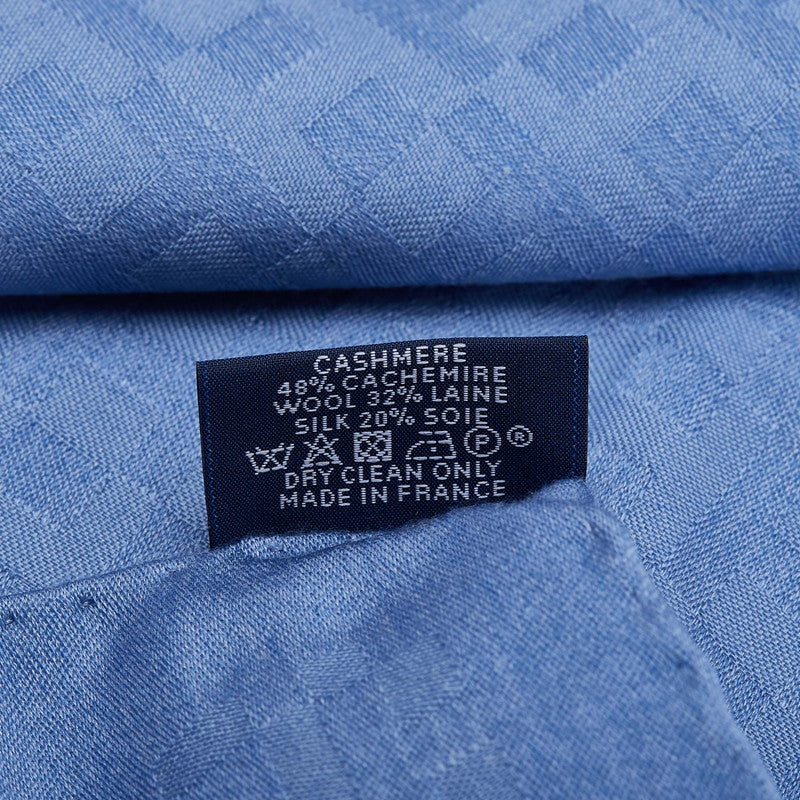 CASHMERE
48% CACHEMIRE
WOOL 32% LAINE
SILK 20% SOIE
P ®
DRY CLEAN ONLY
MADE IN FRANCE